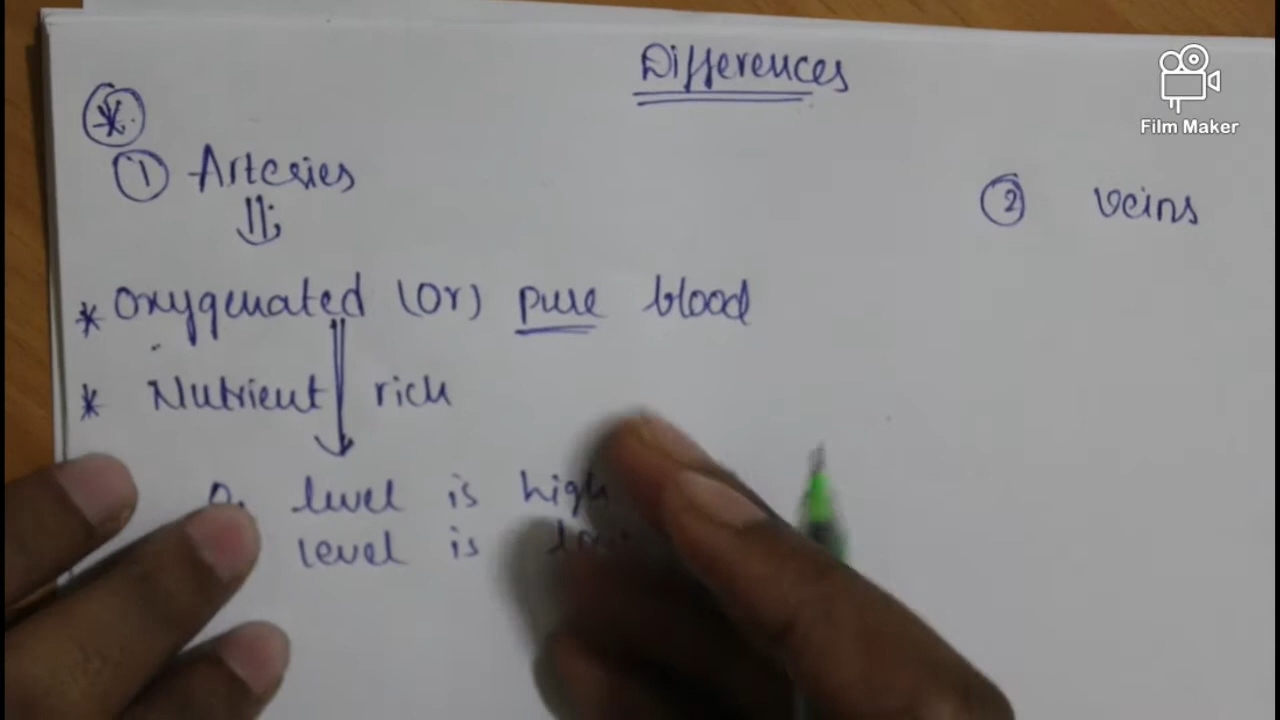 Differences
Film Maker
*
① Arteries
② Veins
* Oxygenated (Or) pure blood
* Nutrient rich
level is high
level is